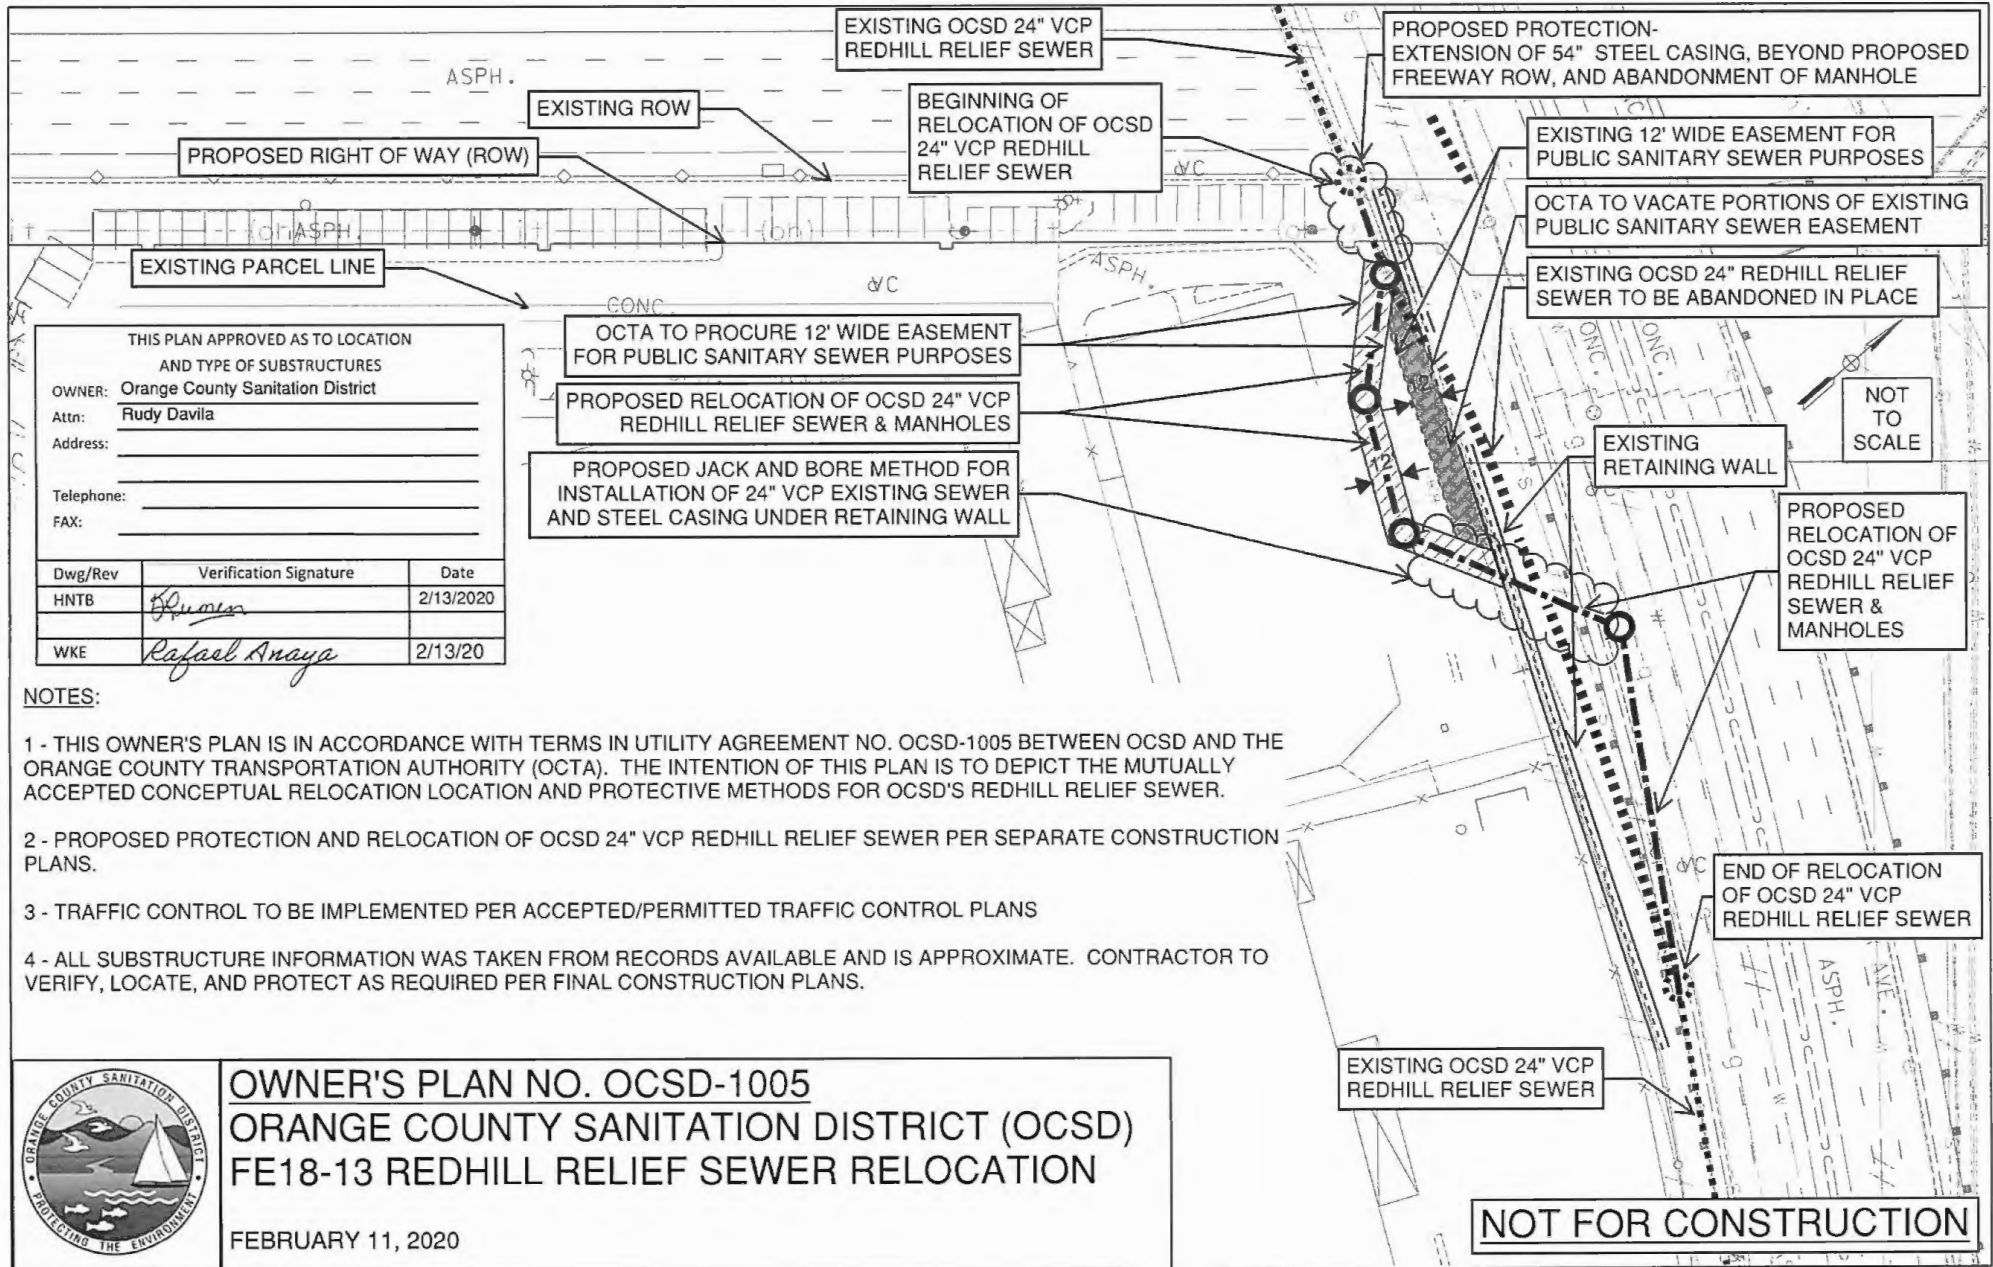 EXISTING OCSD 24" VCP
REDHILL RELIEF SEWER
PROPOSED PROTECTION-
EXTENSION OF 54" STEEL CASING, BEYOND PROPOSED
FREEWAY ROW, AND ABANDONMENT OF MANHOLE
ASPH.
EXISTING ROW
BEGINNING OF
RELOCATION OF OCSD
24" VCP REDHILL
RELIEF SEWER
PROPOSED RIGHT OF WAY (ROW)
EXISTING 12' WIDE EASEMENT FOR
PUBLIC SANITARY SEWER PURPOSES
OCTA TO VACATE PORTIONS OF EXISTING
PUBLIC SANITARY SEWER EASEMENT
ASPH.
EXISTING PARCEL LINE
ASPH.
EXISTING OCSD 24" REDHILL RELIEF
SEWER TO BE ABANDONED IN PLACE
CONC.
OCTA TO PROCURE 12' WIDE EASEMENT
FOR PUBLIC SANITARY SEWER PURPOSES
CONC.
CONC.
PROPOSED RELOCATION OF OCSD 24" VCP
REDHILL RELIEF SEWER & MANHOLES
12'
12'
NOT
TO
SCALE
PROPOSED JACK AND BORE METHOD FOR
INSTALLATION OF 24" VCP EXISTING SEWER
AND STEEL CASING UNDER RETAINING WALL
EXISTING
RETAINING WALL
PROPOSED
RELOCATION OF
OCSD 24" VCP
REDHILL RELIEF
SEWER &
MANHOLES
THIS PLAN APPROVED AS TO LOCATION
AND TYPE OF SUBSTRUCTURES
OWNER: Orange County Sanitation District
Attn: Rudy Davila
Address:
Telephone:
FAX:
Dwg/Rev Verification Signature Date
HNTB 2/13/2020
WKE Rafael Anaya 2/13/20
NOTES:
1 - THIS OWNER'S PLAN IS IN ACCORDANCE WITH TERMS IN UTILITY AGREEMENT NO. OCSD-1005 BETWEEN OCSD AND THE
ORANGE COUNTY TRANSPORTATION AUTHORITY (OCTA). THE INTENTION OF THIS PLAN IS TO DEPICT THE MUTUALLY
ACCEPTED CONCEPTUAL RELOCATION LOCATION AND PROTECTIVE METHODS FOR OCSD'S REDHILL RELIEF SEWER.
2 - PROPOSED PROTECTION AND RELOCATION OF OCSD 24" VCP REDHILL RELIEF SEWER PER SEPARATE CONSTRUCTION
PLANS.
3 - TRAFFIC CONTROL TO BE IMPLEMENTED PER ACCEPTED/PERMITTED TRAFFIC CONTROL PLANS
4 - ALL SUBSTRUCTURE INFORMATION WAS TAKEN FROM RECORDS AVAILABLE AND IS APPROXIMATE. CONTRACTOR TO
VERIFY, LOCATE, AND PROTECT AS REQUIRED PER FINAL CONSTRUCTION PLANS.
END OF RELOCATION
OF OCSD 24" VCP
REDHILL RELIEF SEWER
ASPH.
AVE.
EXISTING OCSD 24" VCP
REDHILL RELIEF SEWER
ORANGE COUNTY SANITATION DISTRICT
PROTECTING THE ENVIRONMENT
OWNER'S PLAN NO. OCSD-1005
ORANGE COUNTY SANITATION DISTRICT (OCSD)
FE18-13 REDHILL RELIEF SEWER RELOCATION
FEBRUARY 11, 2020
NOT FOR CONSTRUCTION